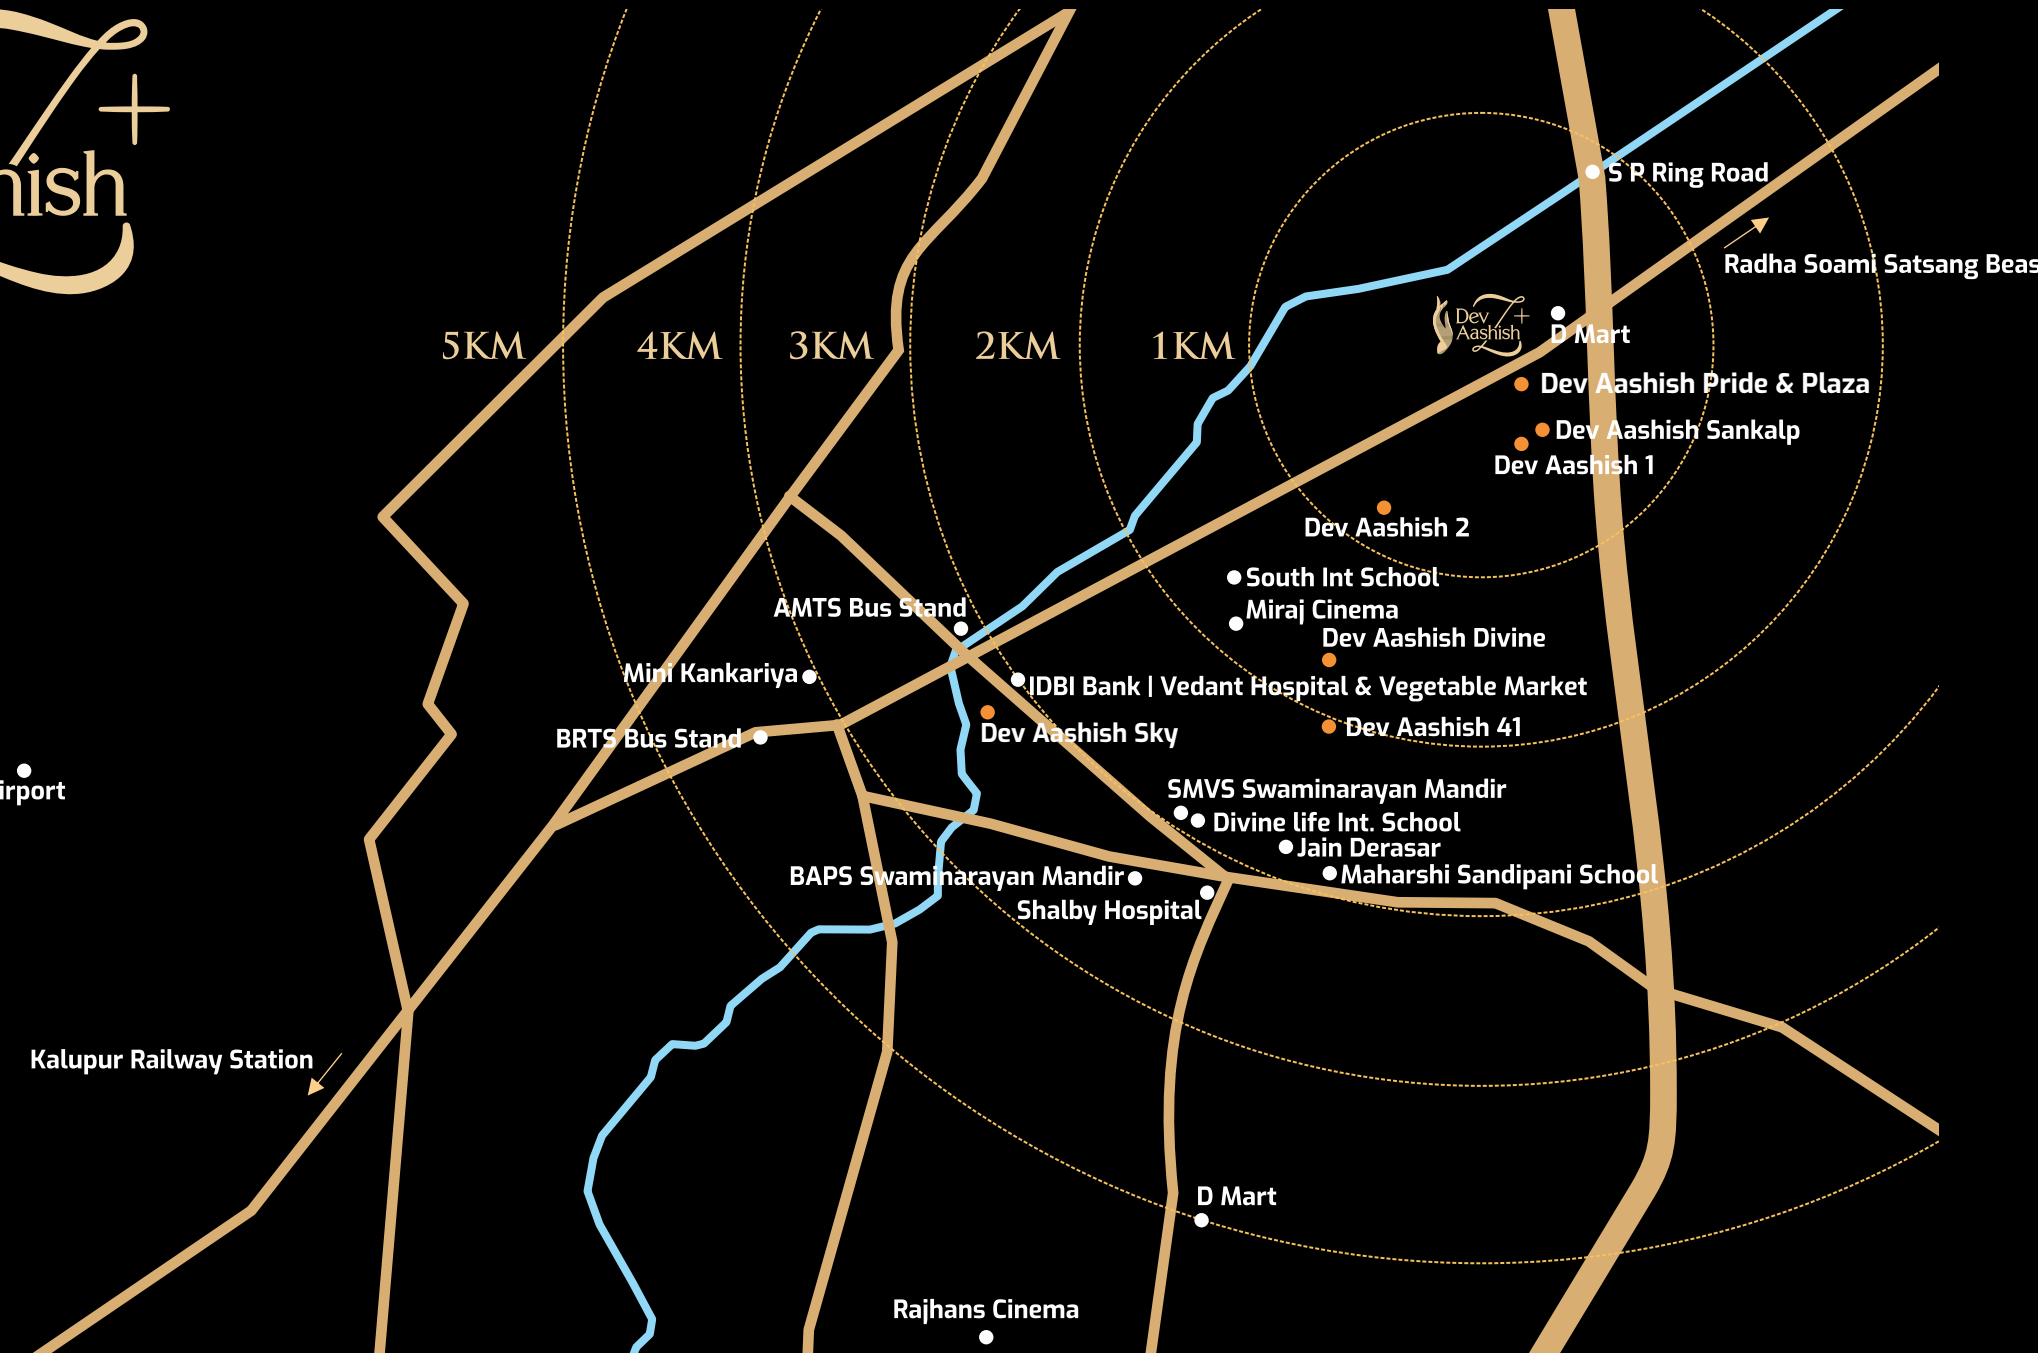 S P Ring Road
Radha Soami Satsang Beas
Dev
Aashish
D Mart
5KM
4KM
3KM
2KM
1KM
Dev Aashish Pride & Plaza
Dev Aashish Sankalp
Dev Aashish 1
Dev Aashish 2
South Int School
AMTS Bus Stand
Miraj Cinema
Dev Aashish Divine
Mini Kankariya
IDBI Bank | Vedant Hospital & Vegetable Market
BRTS Bus Stand
Dev Aashish Sky
Dev Aashish 41
irport
SMVS Swaminarayan Mandir
Divine life Int. School
Jain Derasar
BAPS Swaminarayan Mandir
Maharshi Sandipani School
Shalby Hospital
Kalupur Railway Station
D Mart
Rajhans Cinema